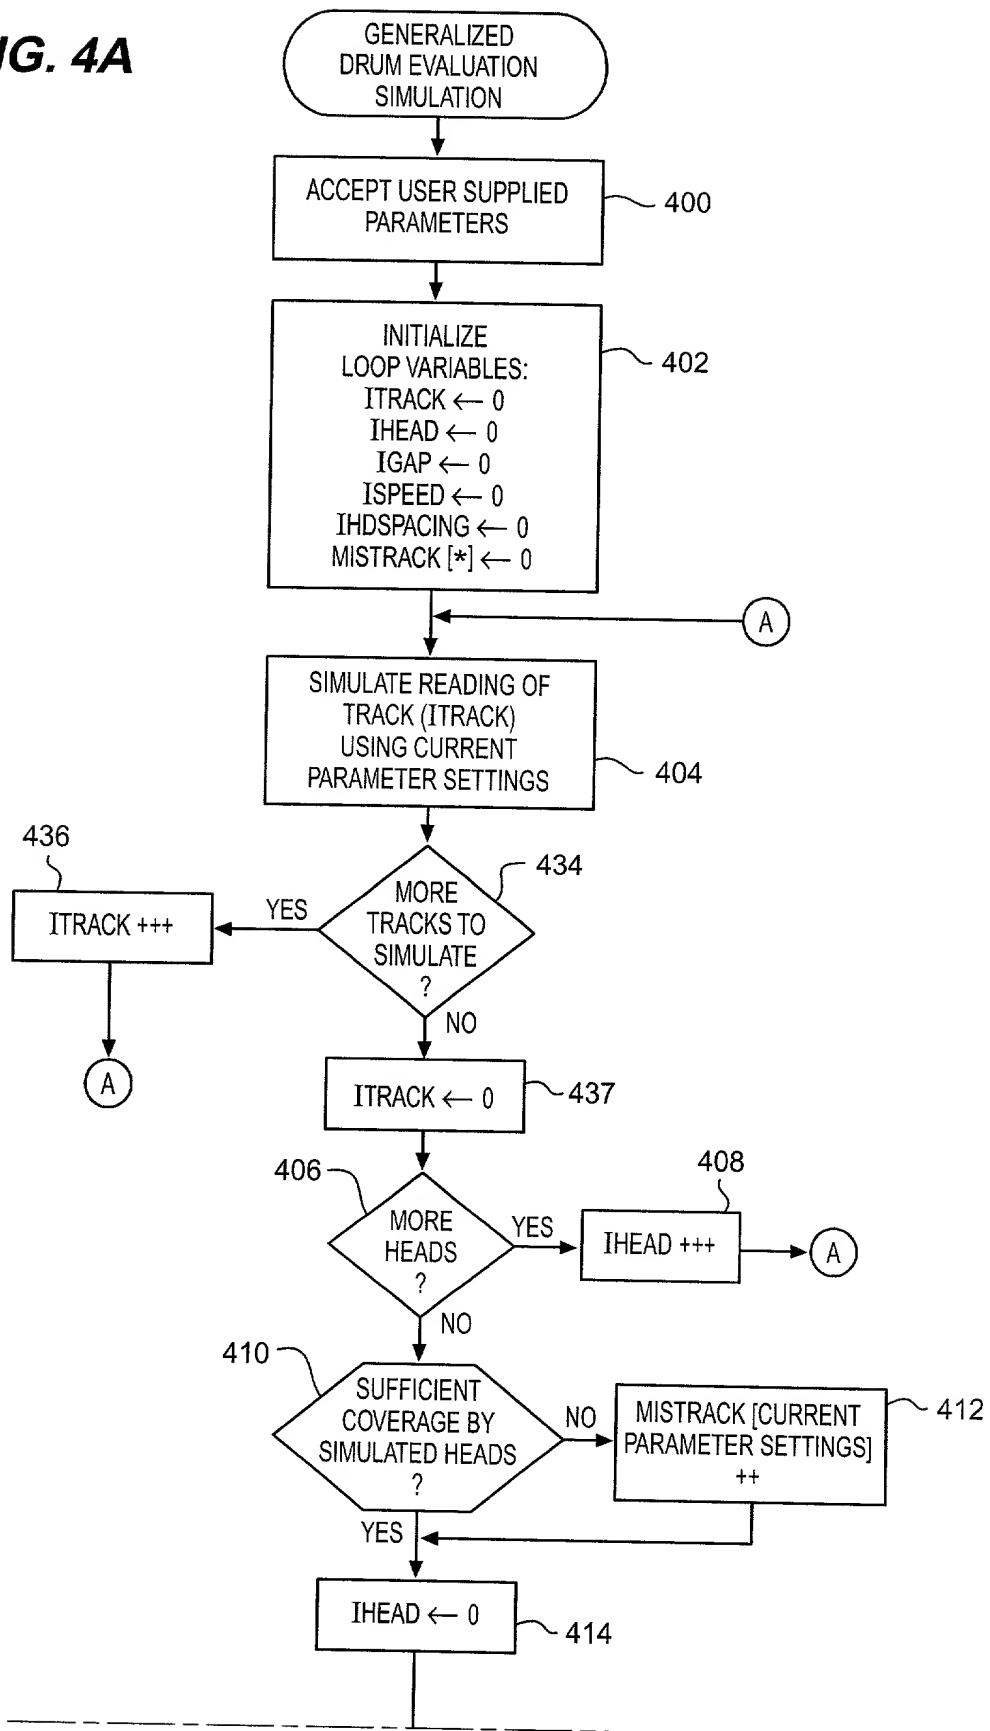 IG. 4A
GENERALIZED
DRUM EVALUATION
SIMULATION
ACCEPT USER SUPPLIED
PARAMETERS
400
INITIALIZE
LOOP VARIABLES:
ITRACK ← 0
IHEAD ← 0
IGAP ← 0
ISPEED ← 0
IHDSPACING ← 0
MISTRACK [*] ← 0
402
A
SIMULATE READING OF
TRACK (ITRACK)
USING CURRENT
PARAMETER SETTINGS
404
436
ITRACK +++
YES
MORE
TRACKS TO
SIMULATE
?
434
NO
A
ITRACK ← 0
437
406
MORE
HEADS
?
YES
408
IHEAD +++
A
NO
410
SUFFICIENT
COVERAGE BY
SIMULATED HEADS
?
NO
MISTRACK [CURRENT
PARAMETER SETTINGS]
++
412
YES
IHEAD ← 0
414